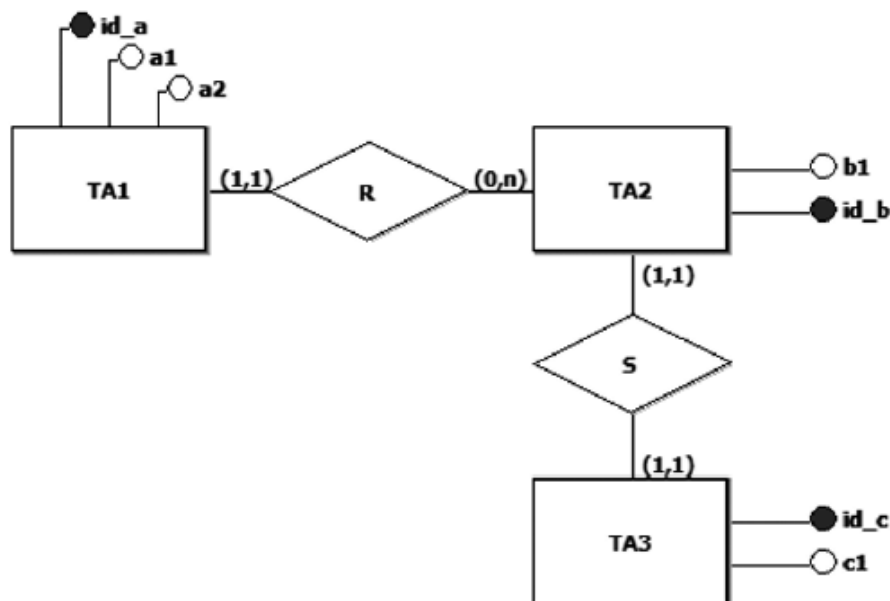 id_a
a1
a2
TA1
(1,1)
R
(0,n)
TA2
b1
id_b
(1,1)
S
(1,1)
TA3
id_c
c1